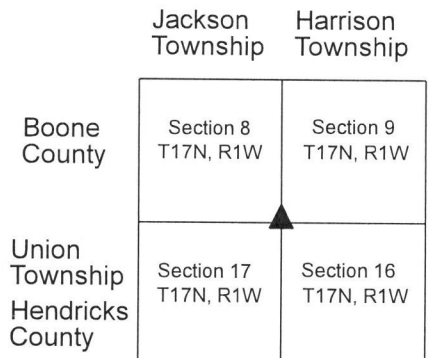 Jackson
Township
Harrison
Township
Boone
County
Section 8
T17N, R1W
Section 9
T17N, R1W
Union
Township
Hendricks
County
Section 17
T17N, R1W
Section 16
T17N, R1W